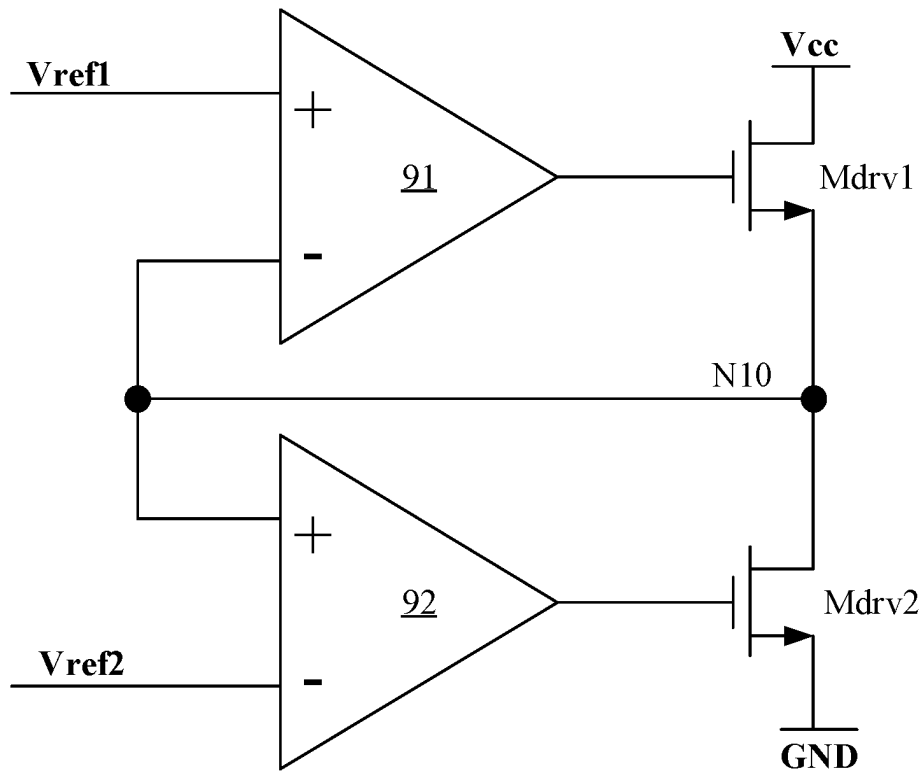 Vcc
Vref1
+
91
Mdrv1
-
N10
+
92
Mdrv2
Vref2
-
GND